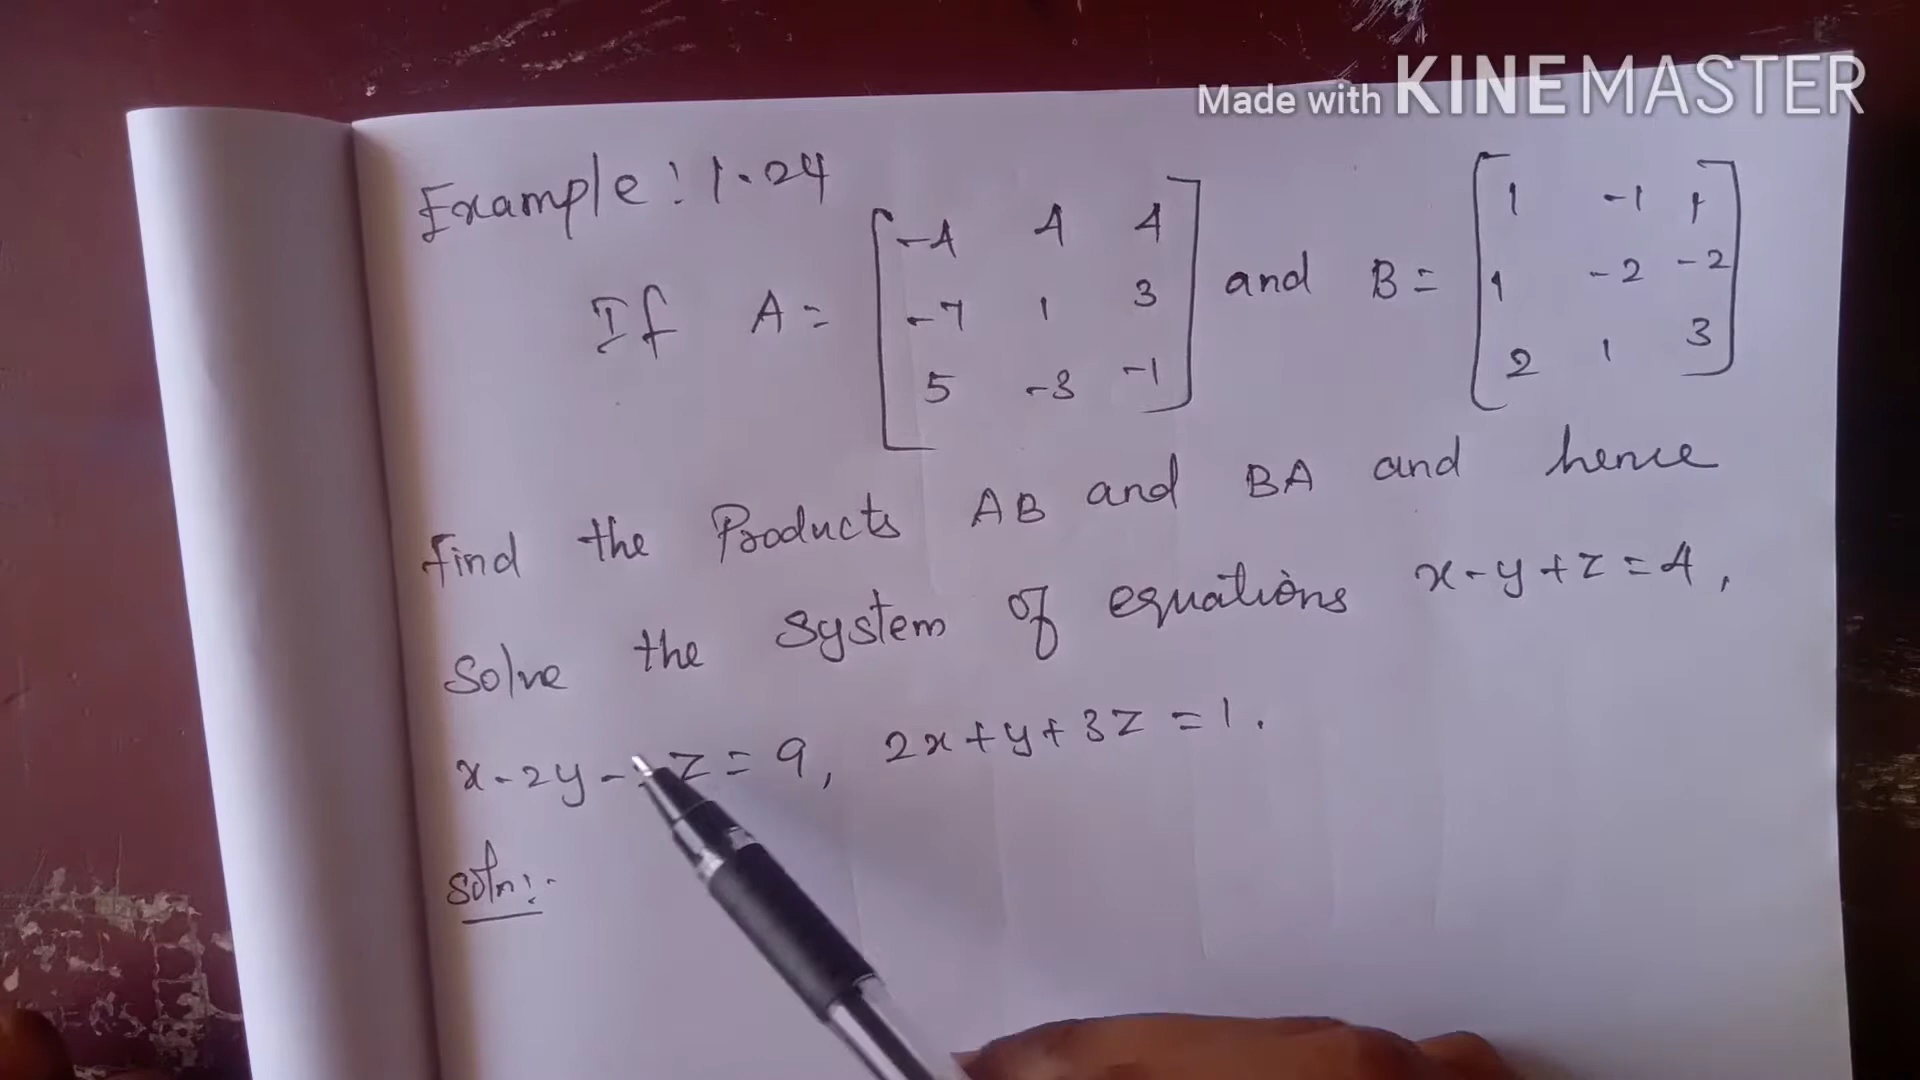 Made with KINEMASTER
Example: 1.24
If A = [ -4 4 4 ; -7 1 3 ; 5 -3 -1 ] and B = [ 1 -1 1 ; 1 -2 -2 ; 2 1 3 ]
find the Products AB and BA and hence
Solve the system of equations x-y+z=4,
x-2y- z=9, 2x+y+3z=1.
Soln:-